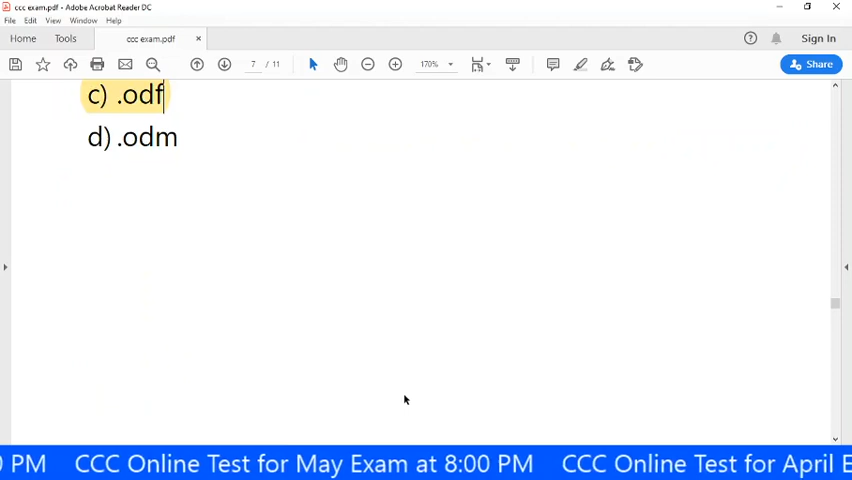 ccc exam.pdf - Adobe Acrobat Reader DC
File Edit View Window Help
Home Tools ccc exam.pdf × Sign In
7 / 11 170% Share
c) .odf
d) .odm
0 PM CCC Online Test for May Exam at 8:00 PM CCC Online Test for April E